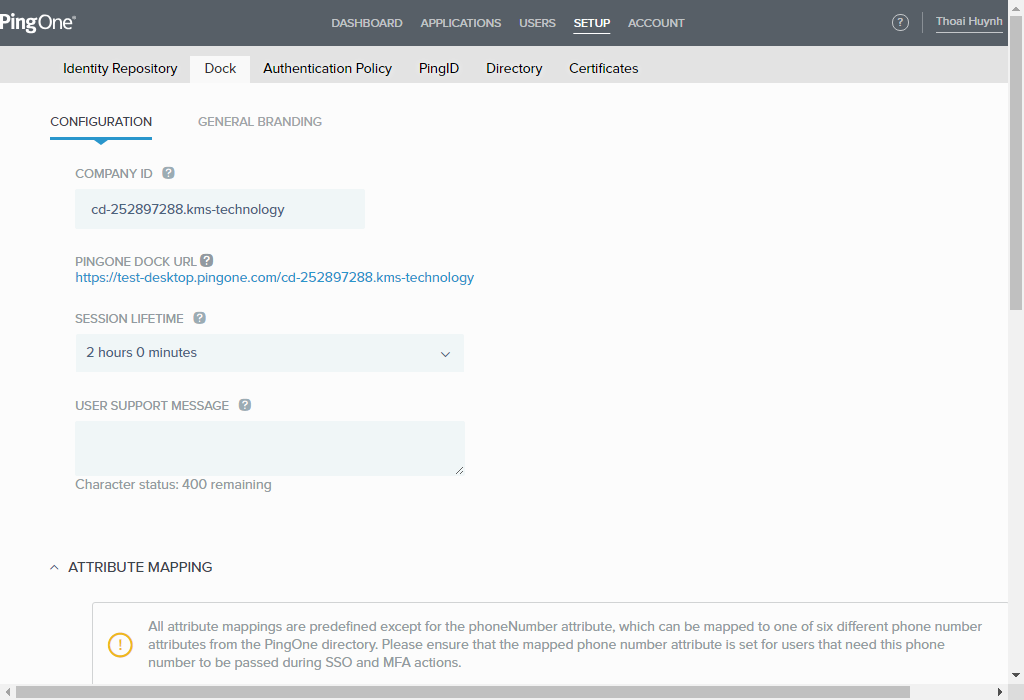 PingOne®
DASHBOARD APPLICATIONS USERS SETUP ACCOUNT ? Thoai Huynh
Identity Repository Dock Authentication Policy PingID Directory Certificates
CONFIGURATION GENERAL BRANDING
COMPANY ID ?
cd-252897288.kms-technology
PINGONE DOCK URL ?
https://test-desktop.pingone.com/cd-252897288.kms-technology
SESSION LIFETIME ?
2 hours 0 minutes
USER SUPPORT MESSAGE ?
Character status: 400 remaining
ATTRIBUTE MAPPING
All attribute mappings are predefined except for the phoneNumber attribute, which can be mapped to one of six different phone number
attributes from the PingOne directory. Please ensure that the mapped phone number attribute is set for users that need this phone
number to be passed during SSO and MFA actions.